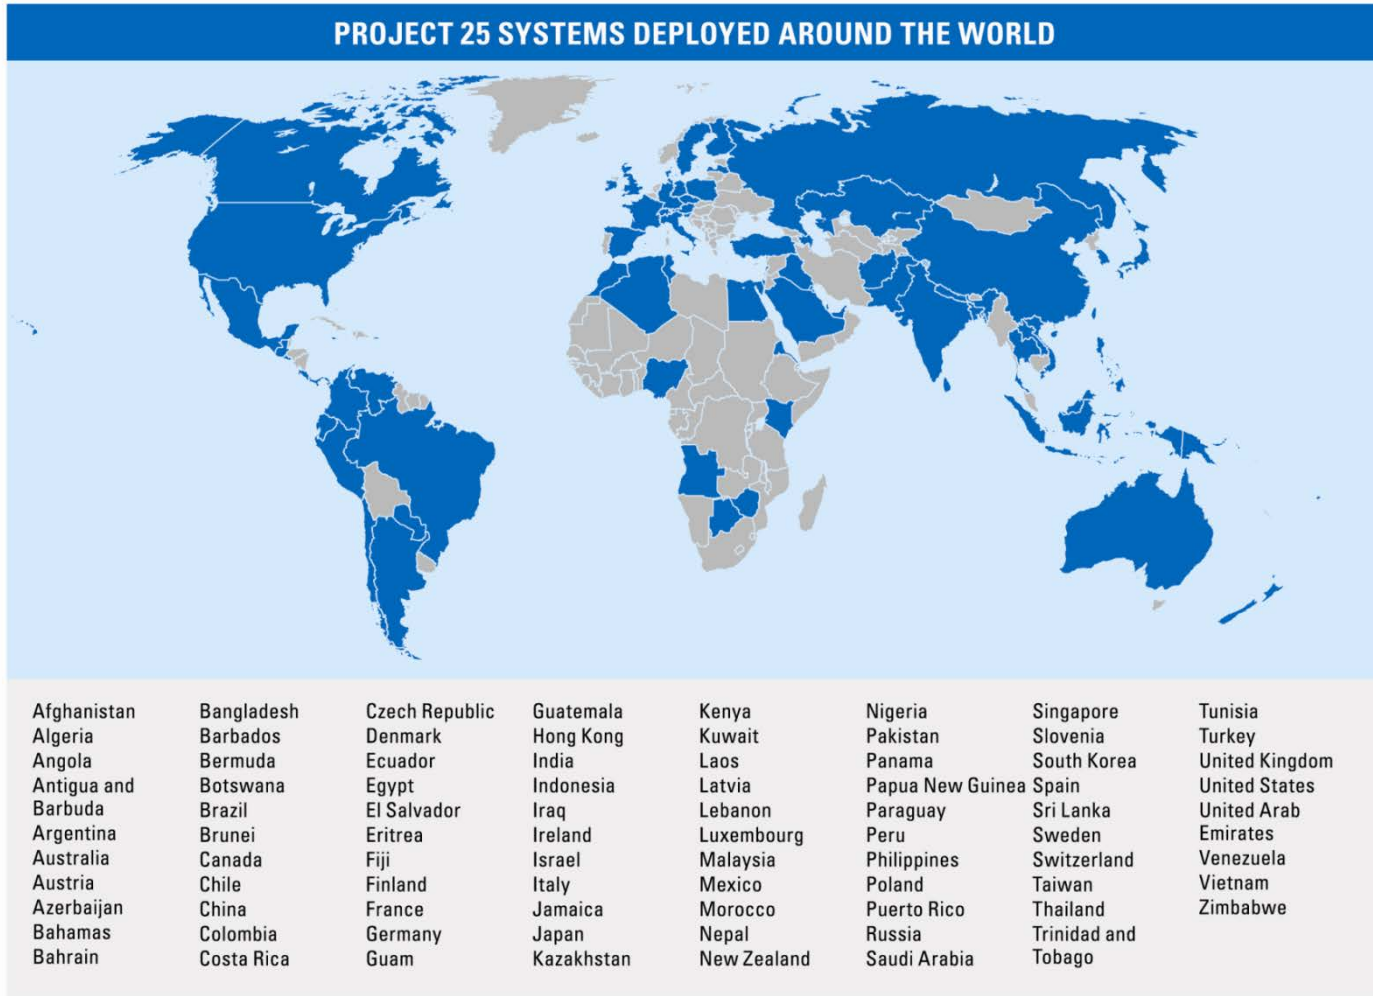 PROJECT 25 SYSTEMS DEPLOYED AROUND THE WORLD
Afghanistan
Algeria
Angola
Antigua and
Barbuda
Argentina
Australia
Austria
Azerbaijan
Bahamas
Bahrain
Bangladesh
Barbados
Bermuda
Botswana
Brazil
Brunei
Canada
Chile
China
Colombia
Costa Rica
Czech Republic
Denmark
Ecuador
Egypt
El Salvador
Eritrea
Fiji
Finland
France
Germany
Guam
Guatemala
Hong Kong
India
Indonesia
Iraq
Ireland
Israel
Italy
Jamaica
Japan
Kazakhstan
Kenya
Kuwait
Laos
Latvia
Lebanon
Luxembourg
Malaysia
Mexico
Morocco
Nepal
New Zealand
Nigeria
Pakistan
Panama
Papua New Guinea
Paraguay
Peru
Philippines
Poland
Puerto Rico
Russia
Saudi Arabia
Singapore
Slovenia
South Korea
Spain
Sri Lanka
Sweden
Switzerland
Taiwan
Thailand
Trinidad and
Tobago
Tunisia
Turkey
United Kingdom
United States
United Arab
Emirates
Venezuela
Vietnam
Zimbabwe